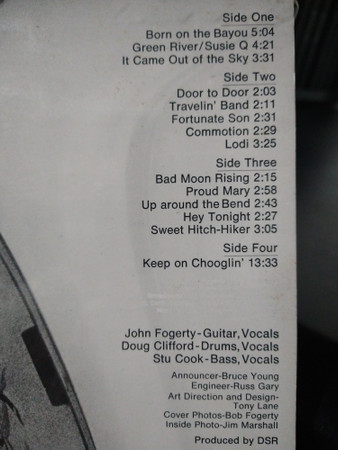 Side One
Born on the Bayou 5:04
Green River/Susie Q 4:21
It Came Out of the Sky 3:31
Side Two
Door to Door 2:03
Travelin' Band 2:11
Fortunate Son 2:31
Commotion 2:29
Lodi 3:25
Side Three
Bad Moon Rising 2:15
Proud Mary 2:58
Up around the Bend 2:43
Hey Tonight 2:27
Sweet Hitch-Hiker 3:05
Side Four
Keep on Chooglin' 13:33
John Fogerty-Guitar, Vocals
Doug Clifford-Drums, Vocals
Stu Cook-Bass, Vocals
Announcer-Bruce Young
Engineer-Russ Gary
Art Direction and Design-
Tony Lane
Cover Photos-Bob Fogerty
Inside Photo-Jim Marshall
Produced by DSR